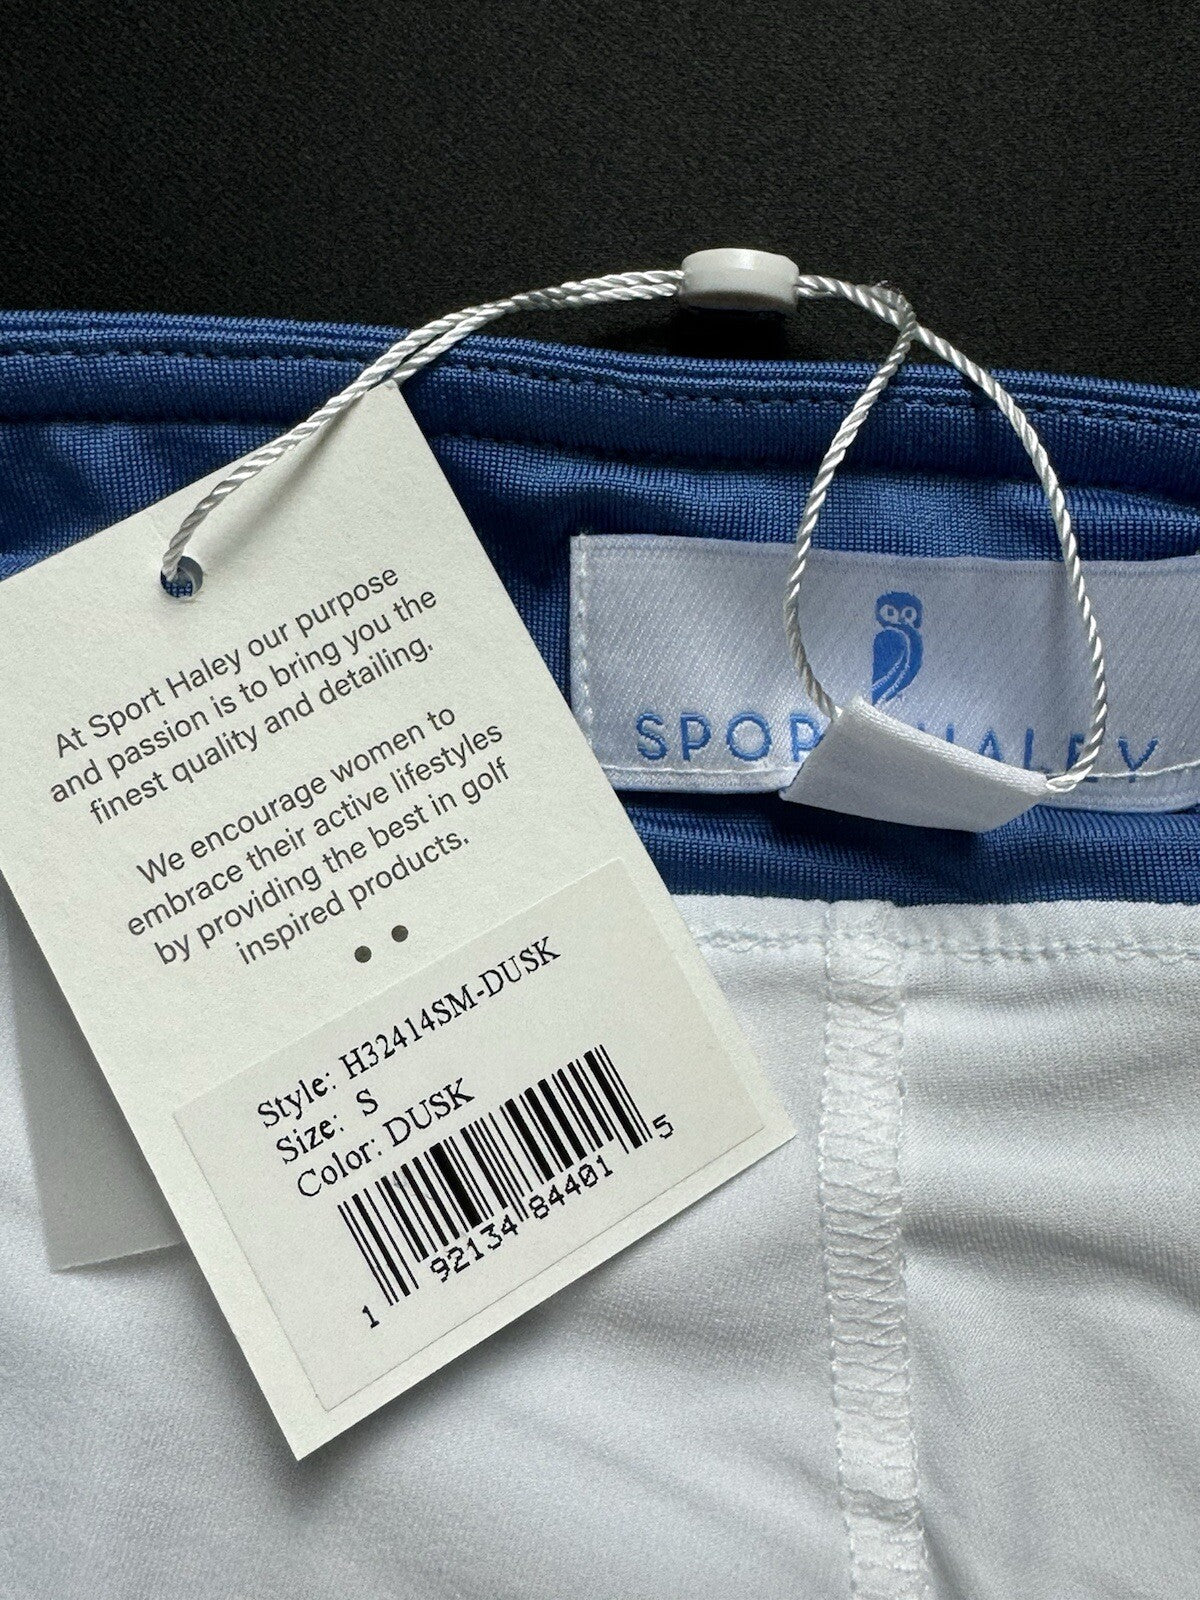 At Sport Haley our purpose
and passion is to bring you the
finest quality and detailing.
We encourage women to
embrace their active lifestyles
by providing the best in golf
inspired products.
Style: H32414SM-DUSK
Size: S
Color: DUSK
1 92134 84401 5
SPORT HALEY